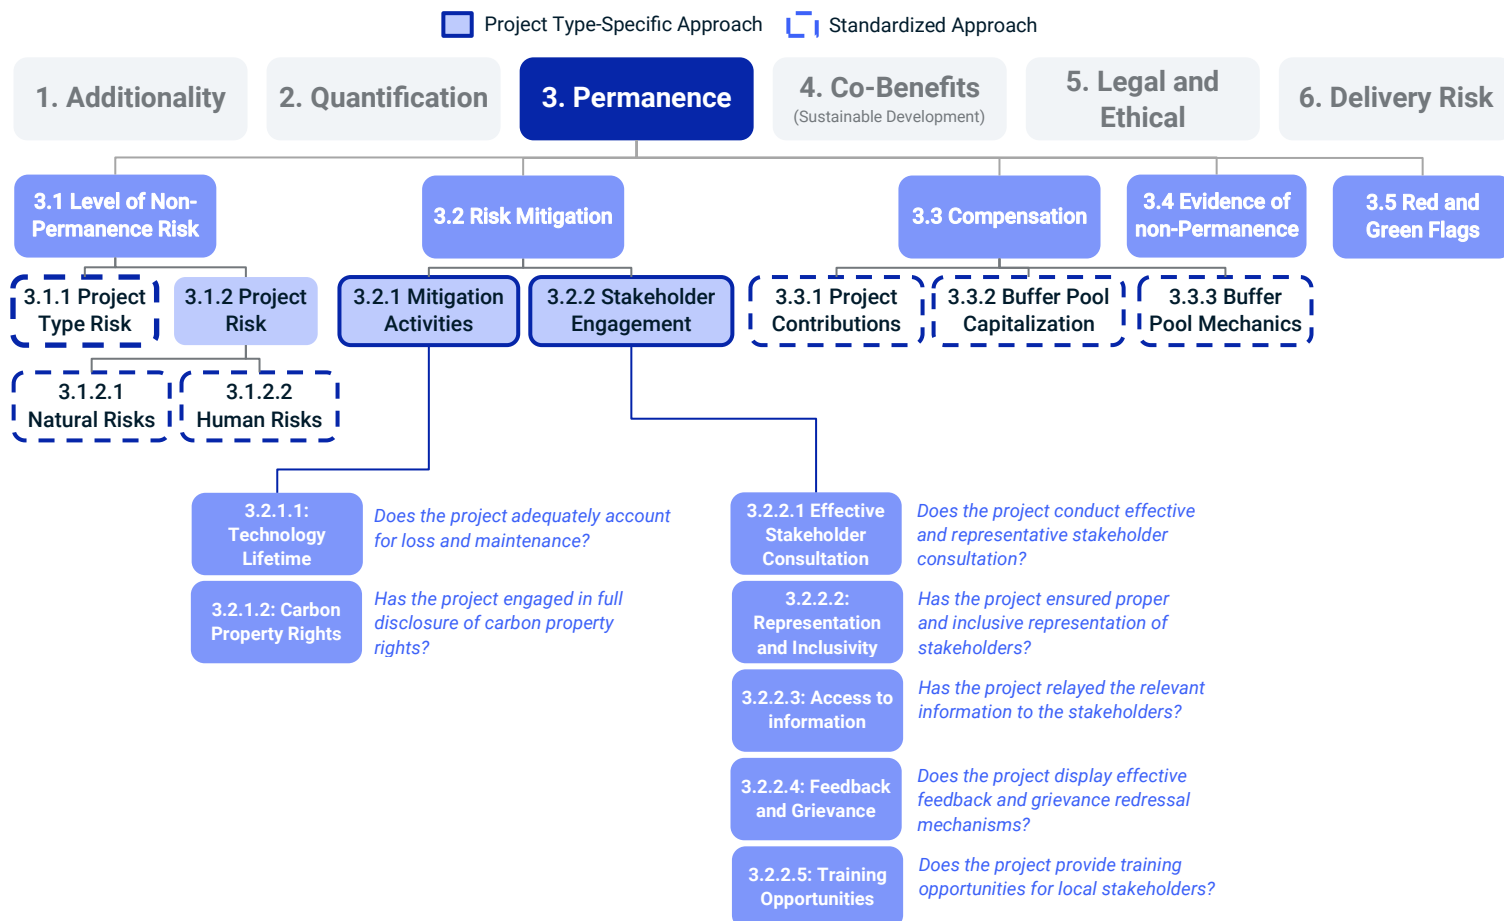 Project Type-Specific Approach
Standardized Approach
1. Additionality
2. Quantification
3. Permanence
4. Co-Benefits
(Sustainable Development)
5. Legal and
Ethical
6. Delivery Risk
3.1 Level of Non-
Permanence Risk
3.2 Risk Mitigation
3.3 Compensation
3.4 Evidence of
non-Permanence
3.5 Red and
Green Flags
3.1.1 Project
Type Risk
3.1.2 Project
Risk
3.2.1 Mitigation
Activities
3.2.2 Stakeholder
Engagement
3.3.1 Project
Contributions
3.3.2 Buffer Pool
Capitalization
3.3.3 Buffer
Pool Mechanics
3.1.2.1
Natural Risks
3.1.2.2
Human Risks
3.2.1.1:
Technology
Lifetime
Does the project adequately account
for loss and maintenance?
3.2.1.2: Carbon
Property Rights
Has the project engaged in full
disclosure of carbon property
rights?
3.2.2.1 Effective
Stakeholder
Consultation
Does the project conduct effective
and representative stakeholder
consultation?
3.2.2.2:
Representation
and Inclusivity
Has the project ensured proper
and inclusive representation of
stakeholders?
3.2.2.3: Access to
information
Has the project relayed the relevant
information to the stakeholders?
3.2.2.4: Feedback
and Grievance
Does the project display effective
feedback and grievance redressal
mechanisms?
3.2.2.5: Training
Opportunities
Does the project provide training
opportunities for local stakeholders?